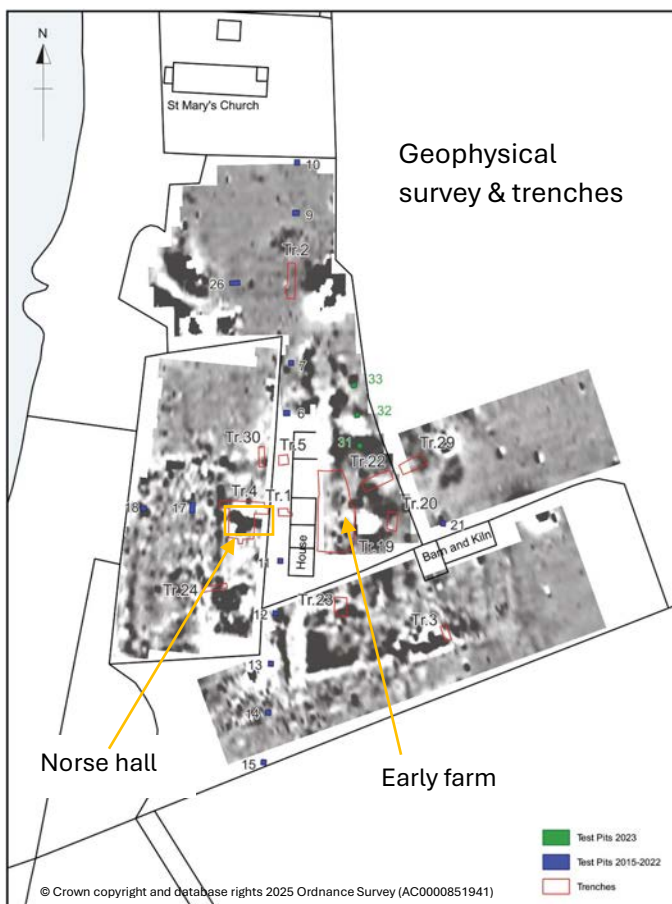 N
St Mary's Church
Geophysical
survey & trenches
10
9
Tr.2
26
7
33
6
32
31
Tr.30
Tr.5
Tr.29
Tr.22
Tr.4
Tr.1
Tr.20
18
17
21
House
Tr.19
Barn and Kiln
11
Tr.24
Tr.23
12
Tr.3
13
14
Norse hall
15
Early farm
Test Pits 2023
Test Pits 2015-2022
Trenches
© Crown copyright and database rights 2025 Ordnance Survey (AC0000851941)